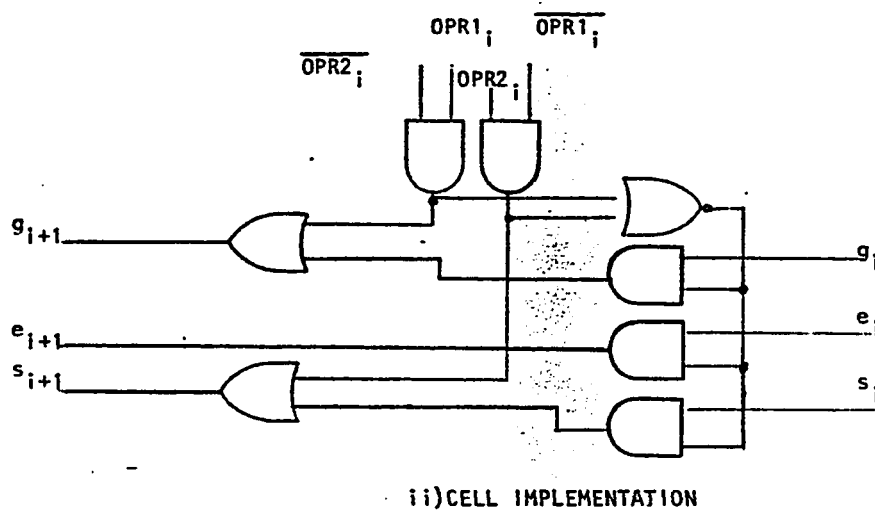 OPR1i OPR1i
OPR2i OPR2i
gi+1 gi
ei+1 ei
si+1 si
ii)CELL IMPLEMENTATION